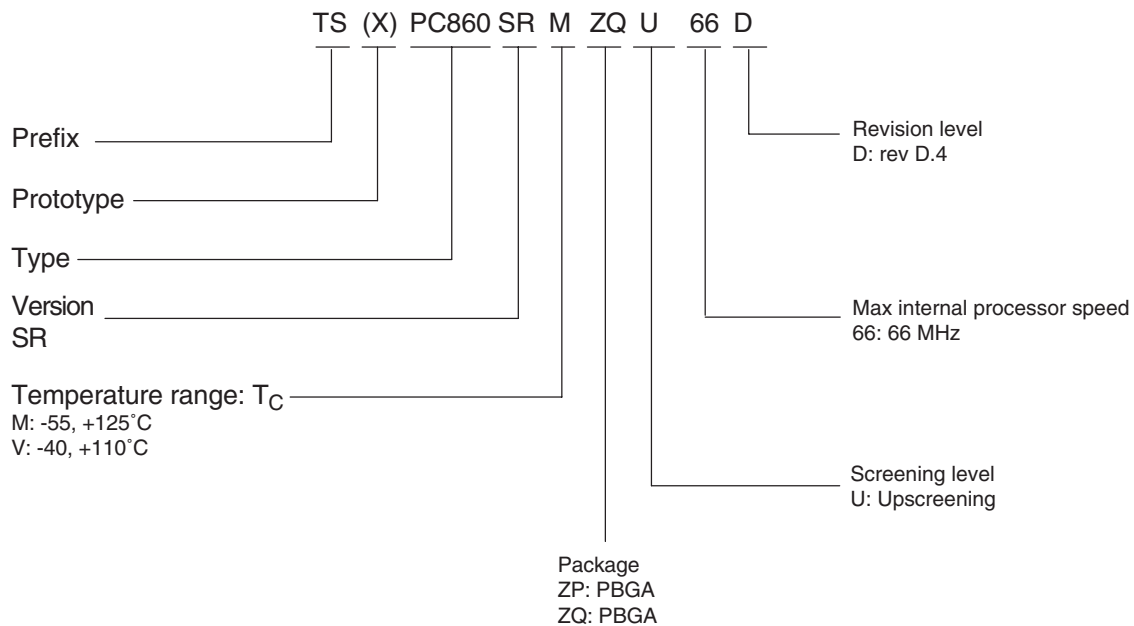 TS (X) PC860 SR M ZQ U 66 D
Prefix
Prototype
Type
Version
SR
Temperature range: TC
M: -55, +125˚C
V: -40, +110˚C
Revision level
D: rev D.4
Max internal processor speed
66: 66 MHz
Screening level
U: Upscreening
Package
ZP: PBGA
ZQ: PBGA